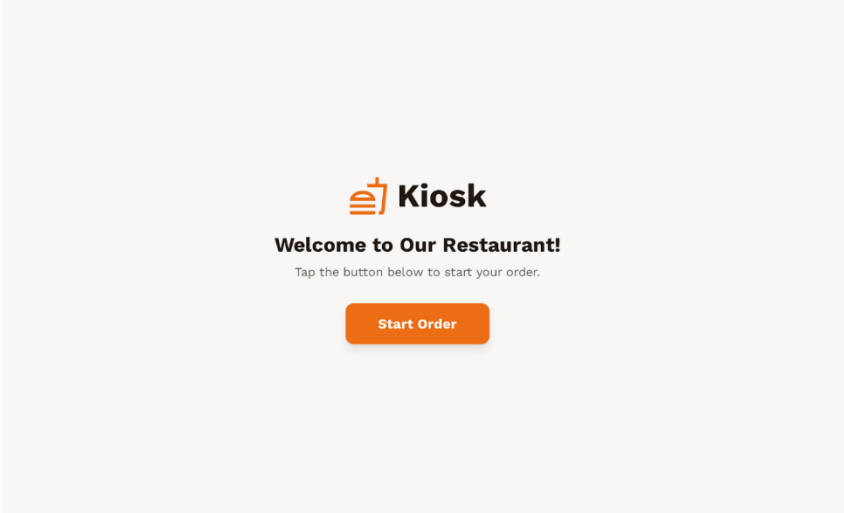 Kiosk
Welcome to Our Restaurant!
Tap the button below to start your order.
Start Order